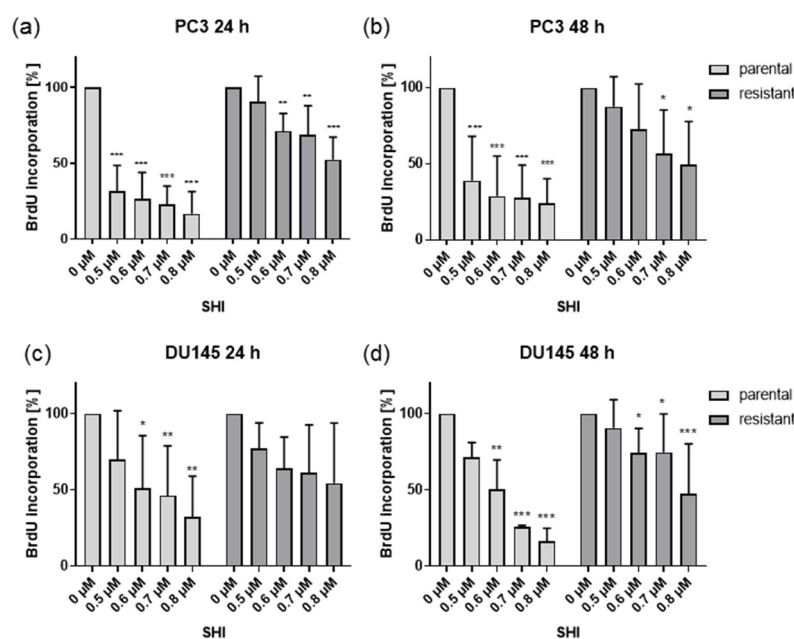 (a)
PC3 24 h
BrdU Incorporation [%]
100
50
0
*** *** *** *** ** ** ***
0 µM 0.5 µM 0.6 µM 0.7 µM 0.8 µM 0 µM 0.5 µM 0.6 µM 0.7 µM 0.8 µM
SHI
(b)
PC3 48 h
BrdU Incorporation [%]
100
50
0
*** *** *** *** * *
0 µM 0.5 µM 0.6 µM 0.7 µM 0.8 µM 0 µM 0.5 µM 0.6 µM 0.7 µM 0.8 µM
SHI
parental
resistant
(c)
DU145 24 h
BrdU Incorporation [%]
100
50
0
* ** **
0 µM 0.5 µM 0.6 µM 0.7 µM 0.8 µM 0 µM 0.5 µM 0.6 µM 0.7 µM 0.8 µM
SHI
(d)
DU145 48 h
BrdU Incorporation [%]
100
50
0
** *** *** * * ***
0 µM 0.5 µM 0.6 µM 0.7 µM 0.8 µM 0 µM 0.5 µM 0.6 µM 0.7 µM 0.8 µM
SHI
parental
resistant